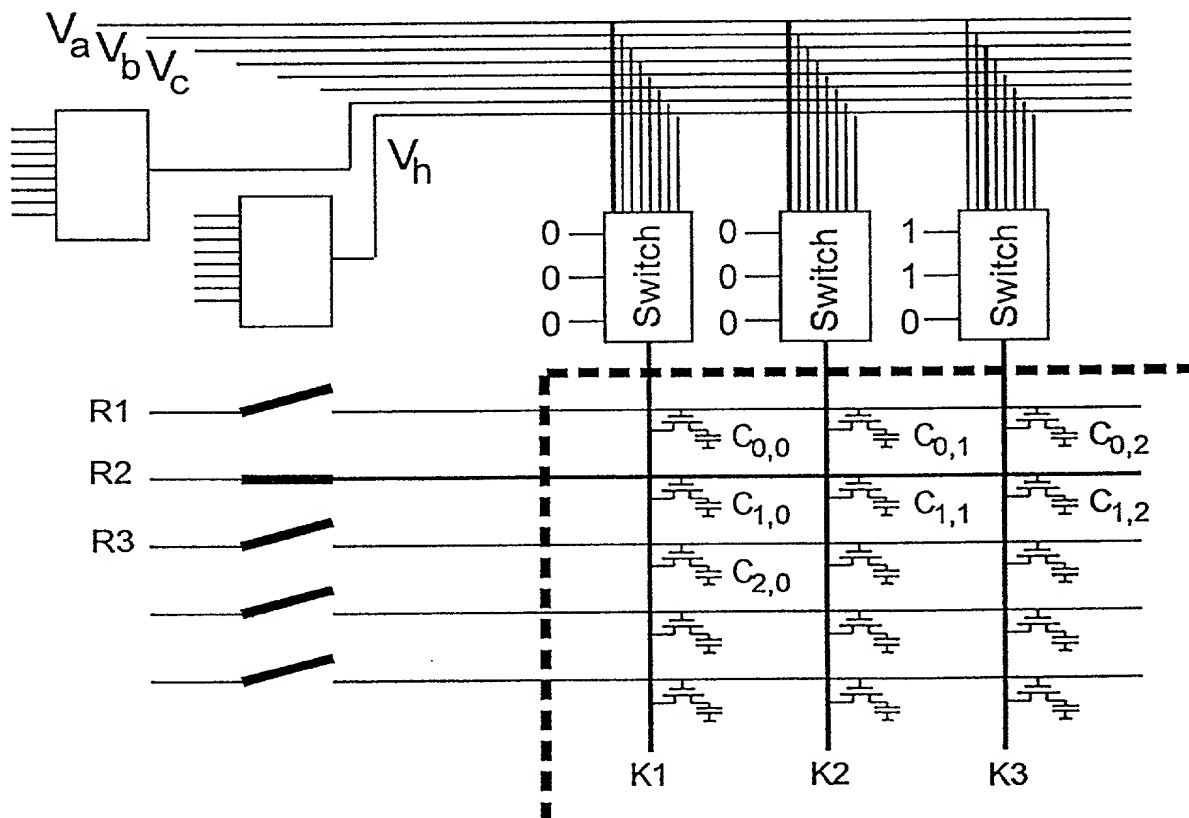 Va Vb Vc
Vh
0 0 1
0 0 1
0 0 0
Switch Switch Switch
R1
C0,0 C0,1 C0,2
R2
C1,0 C1,1 C1,2
R3
C2,0
K1 K2 K3